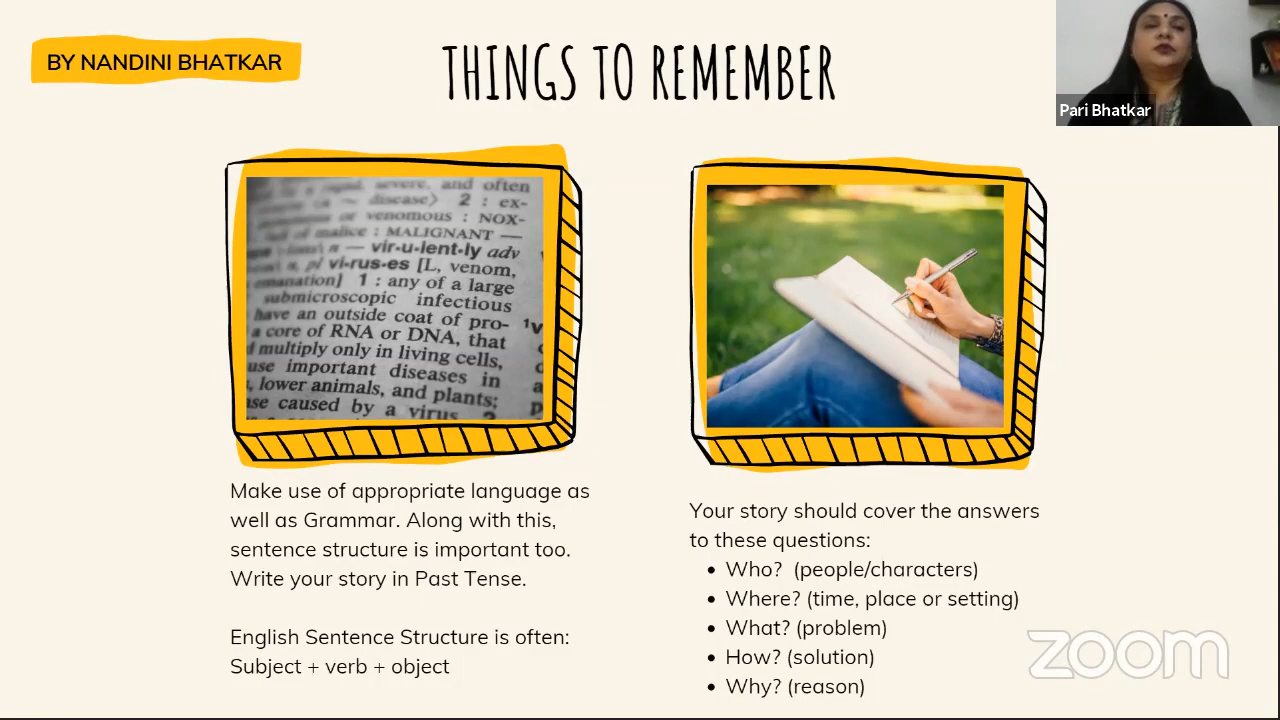 BY NANDINI BHATKAR
THINGS TO REMEMBER
Pari Bhatkar
severe, and often
disease) 2 : ex-
or venomous : NOX-
of malice : MALIGNANT —
n — vir·u·lent·ly adv
n, pl vi·rus·es [L, venom,
emanation] 1 : any of a large
submicroscopic infectious
have an outside coat of pro-
a core of RNA or DNA, that
multiply only in living cells,
use important diseases in
, lower animals, and plants;
caused by a virus 2
Make use of appropriate language as
well as Grammar. Along with this,
sentence structure is important too.
Write your story in Past Tense.
English Sentence Structure is often:
Subject + verb + object
Your story should cover the answers
to these questions:
• Who? (people/characters)
• Where? (time, place or setting)
• What? (problem)
• How? (solution)
• Why? (reason)
zoom